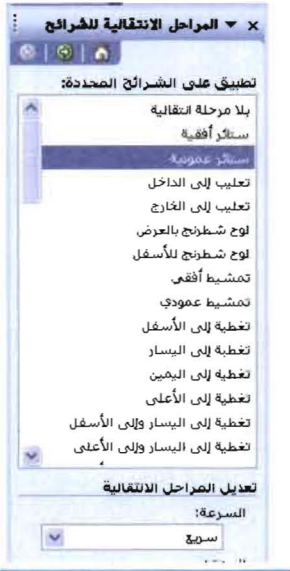 المراحل الانتقالية للشرائح
تطبيق على الشرائح المحددة:
بلا مرحلة انتقالية
ستائر أفقية
ستائر عمودية
تعليب إلى الداخل
تعليب إلى الخارج
لوح شطرنج بالعرض
لوح شطرنج للأسفل
تمشيط أفقي
تمشيط عمودي
تغطية إلى الأسفل
تغطية إلى اليسار
تغطية إلى اليمين
تغطية إلى الأعلى
تغطية إلى اليسار وإلى الأسفل
تغطية إلى اليسار وإلى الأعلى
تعديل المراحل الانتقالية
السرعة:
سريع